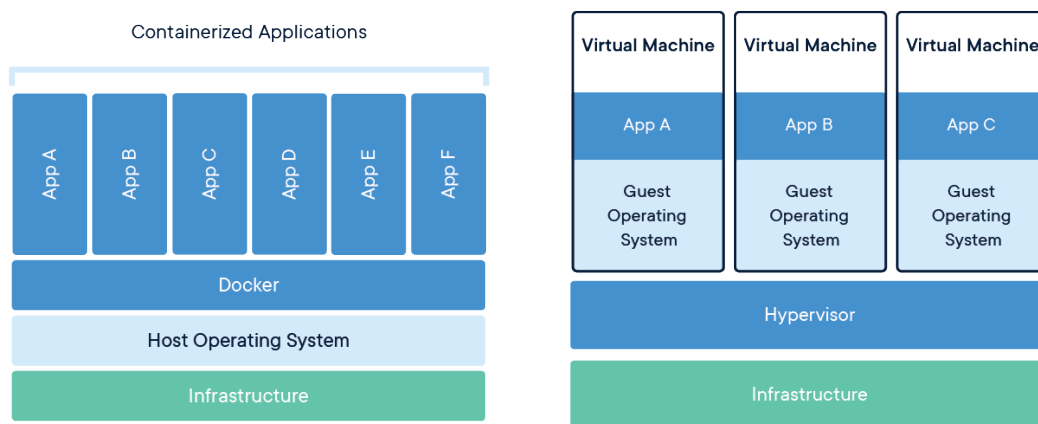 Containerized Applications
App A
App B
App C
App D
App E
App F
Docker
Host Operating System
Infrastructure
Virtual Machine
App A
Guest
Operating
System
Virtual Machine
App B
Guest
Operating
System
Virtual Machine
App C
Guest
Operating
System
Hypervisor
Infrastructure